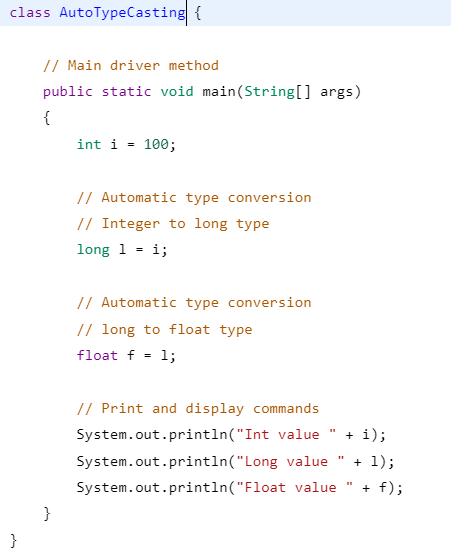 class AutoTypeCasting {
// Main driver method
public static void main(String[] args)
{
int i = 100;
// Automatic type conversion
// Integer to long type
long l = i;
// Automatic type conversion
// long to float type
float f = l;
// Print and display commands
System.out.println("Int value " + i);
System.out.println("Long value " + l);
System.out.println("Float value " + f);
}
}